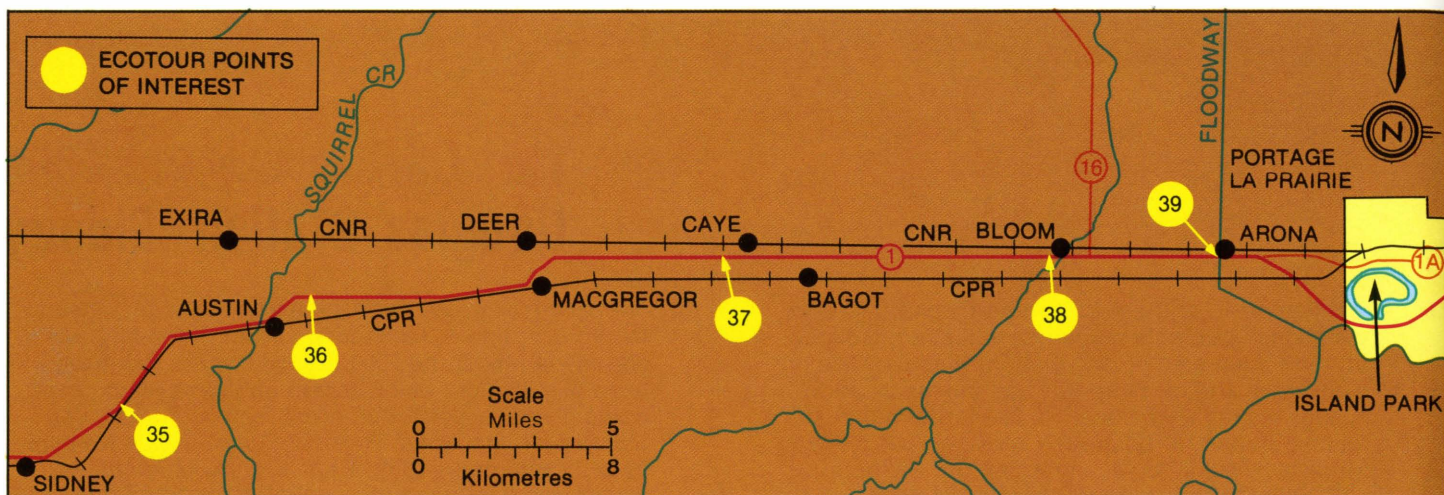 ECOTOUR POINTS
OF INTEREST
SQUIRREL CR
FLOODWAY
N
PORTAGE
LA PRAIRIE
16
39
EXIRA
CNR
DEER
CAYE
CNR
BLOOM
ARONA
1
1A
AUSTIN
CPR
MACGREGOR
BAGOT
CPR
36
37
38
35
SIDNEY
Scale
Miles
0 5
0 8
Kilometres
ISLAND PARK